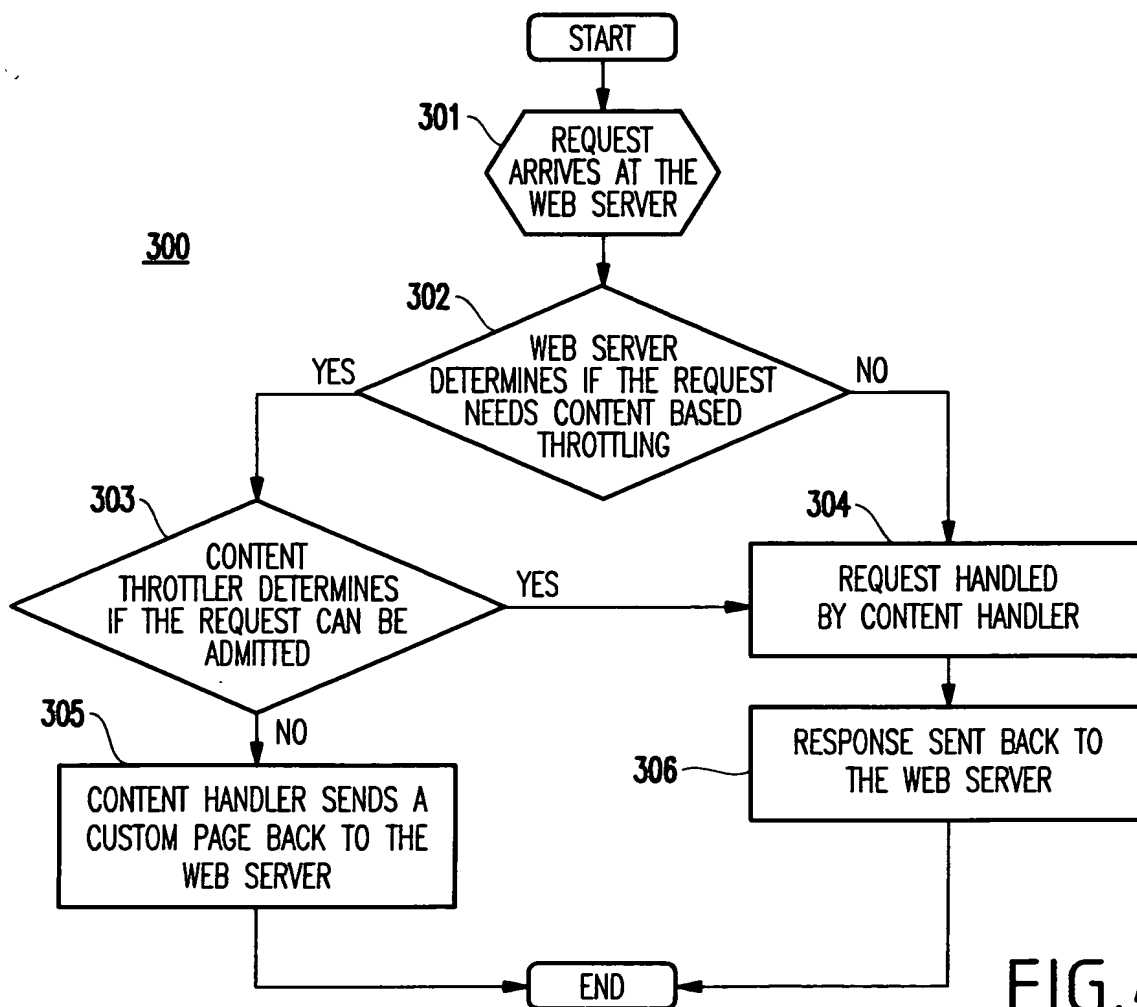 START
301
REQUEST
ARRIVES AT THE
WEB SERVER
300
302
WEB SERVER
DETERMINES IF THE REQUEST
NEEDS CONTENT BASED
THROTTLING
YES
NO
303
CONTENT
THROTTLER DETERMINES
IF THE REQUEST CAN BE
ADMITTED
YES
304
REQUEST HANDLED
BY CONTENT HANDLER
305
NO
CONTENT HANDLER SENDS A
CUSTOM PAGE BACK TO THE
WEB SERVER
306
RESPONSE SENT BACK TO
THE WEB SERVER
END
FIG.